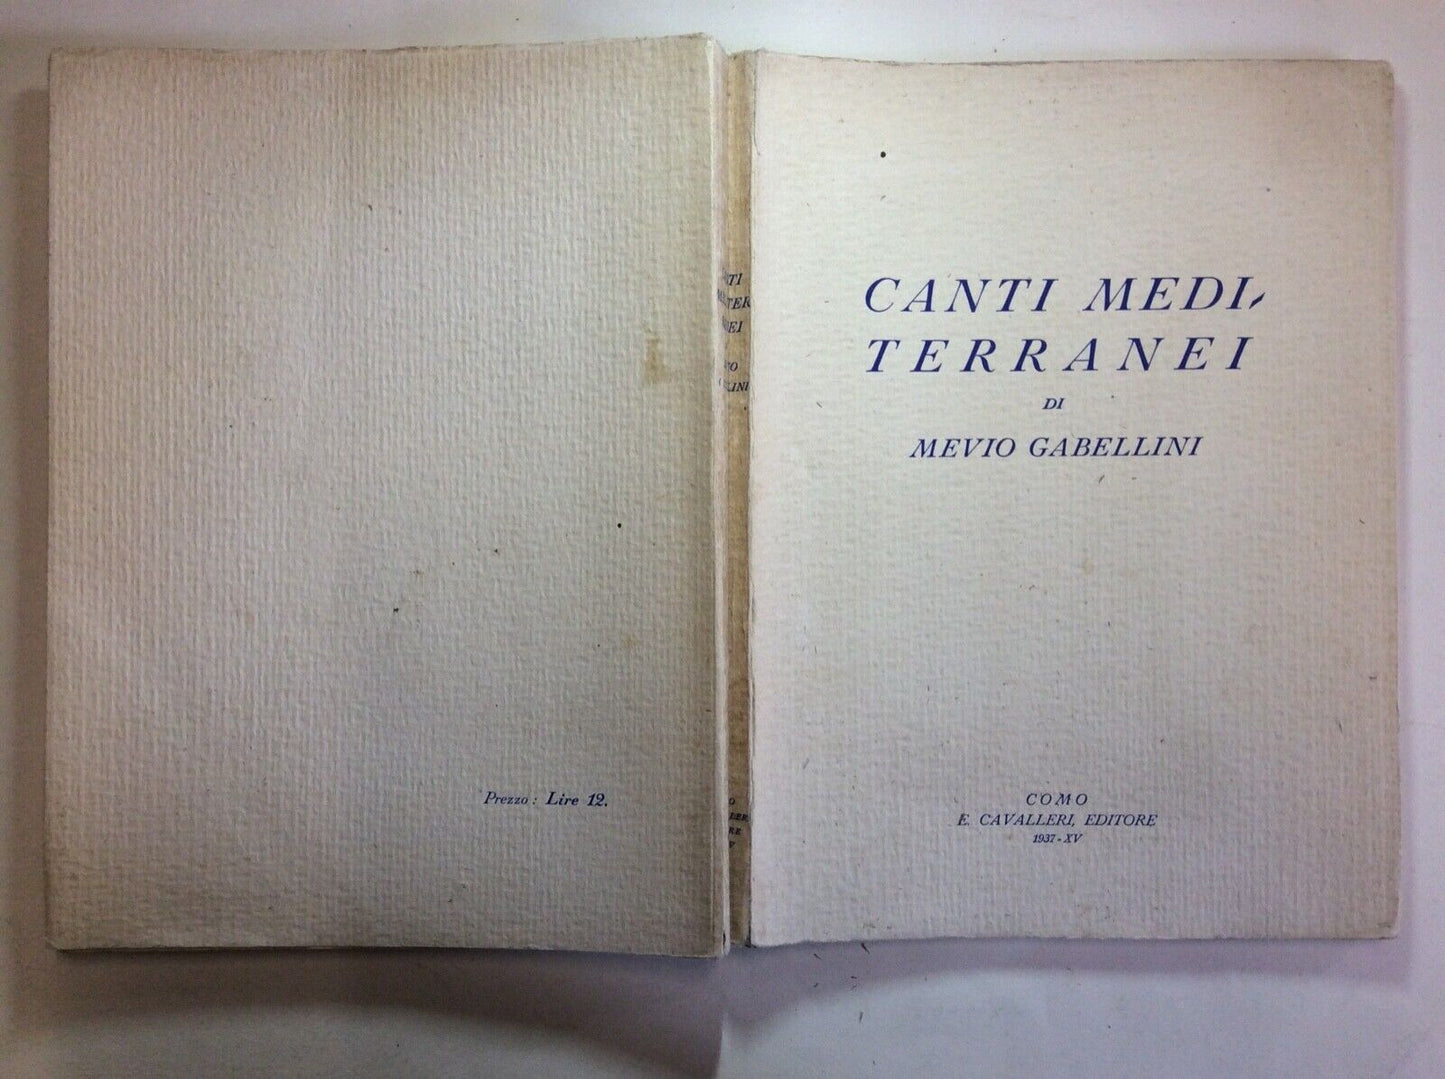 Prezzo : Lire 12.
CANTI MEDI-
TERRANEI
DI
MEVIO GABELLINI
COMO
E. CAVALLERI, EDITORE
1937 - XV